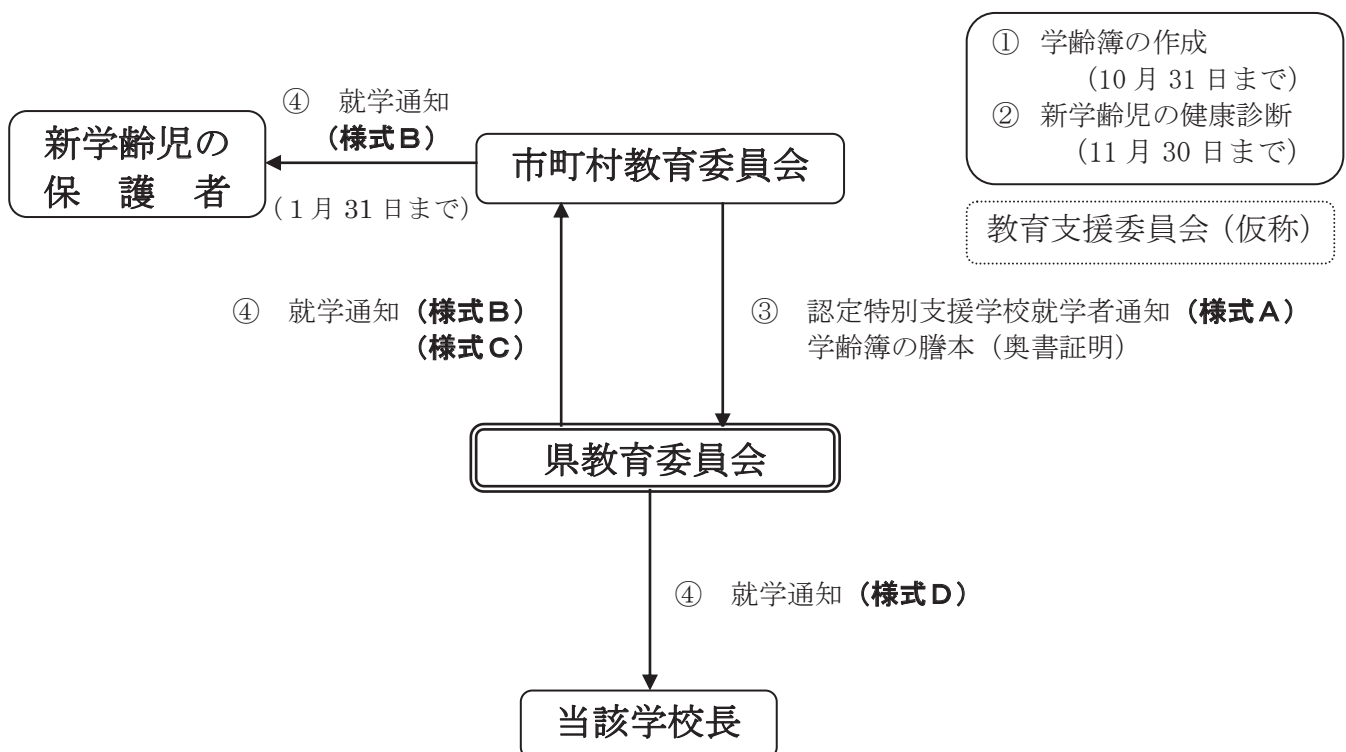 ① 学齢簿の作成
(10月31日まで)
② 新学齢児の健康診断
(11月30日まで)
教育支援委員会(仮称)
④ 就学通知
(様式B)
新学齢児の
保 護 者
(1月31日まで)
市町村教育委員会
④ 就学通知(様式B)
(様式C)
③ 認定特別支援学校就学者通知(様式A)
学齢簿の謄本(奥書証明)
県教育委員会
④ 就学通知(様式D)
当該学校長